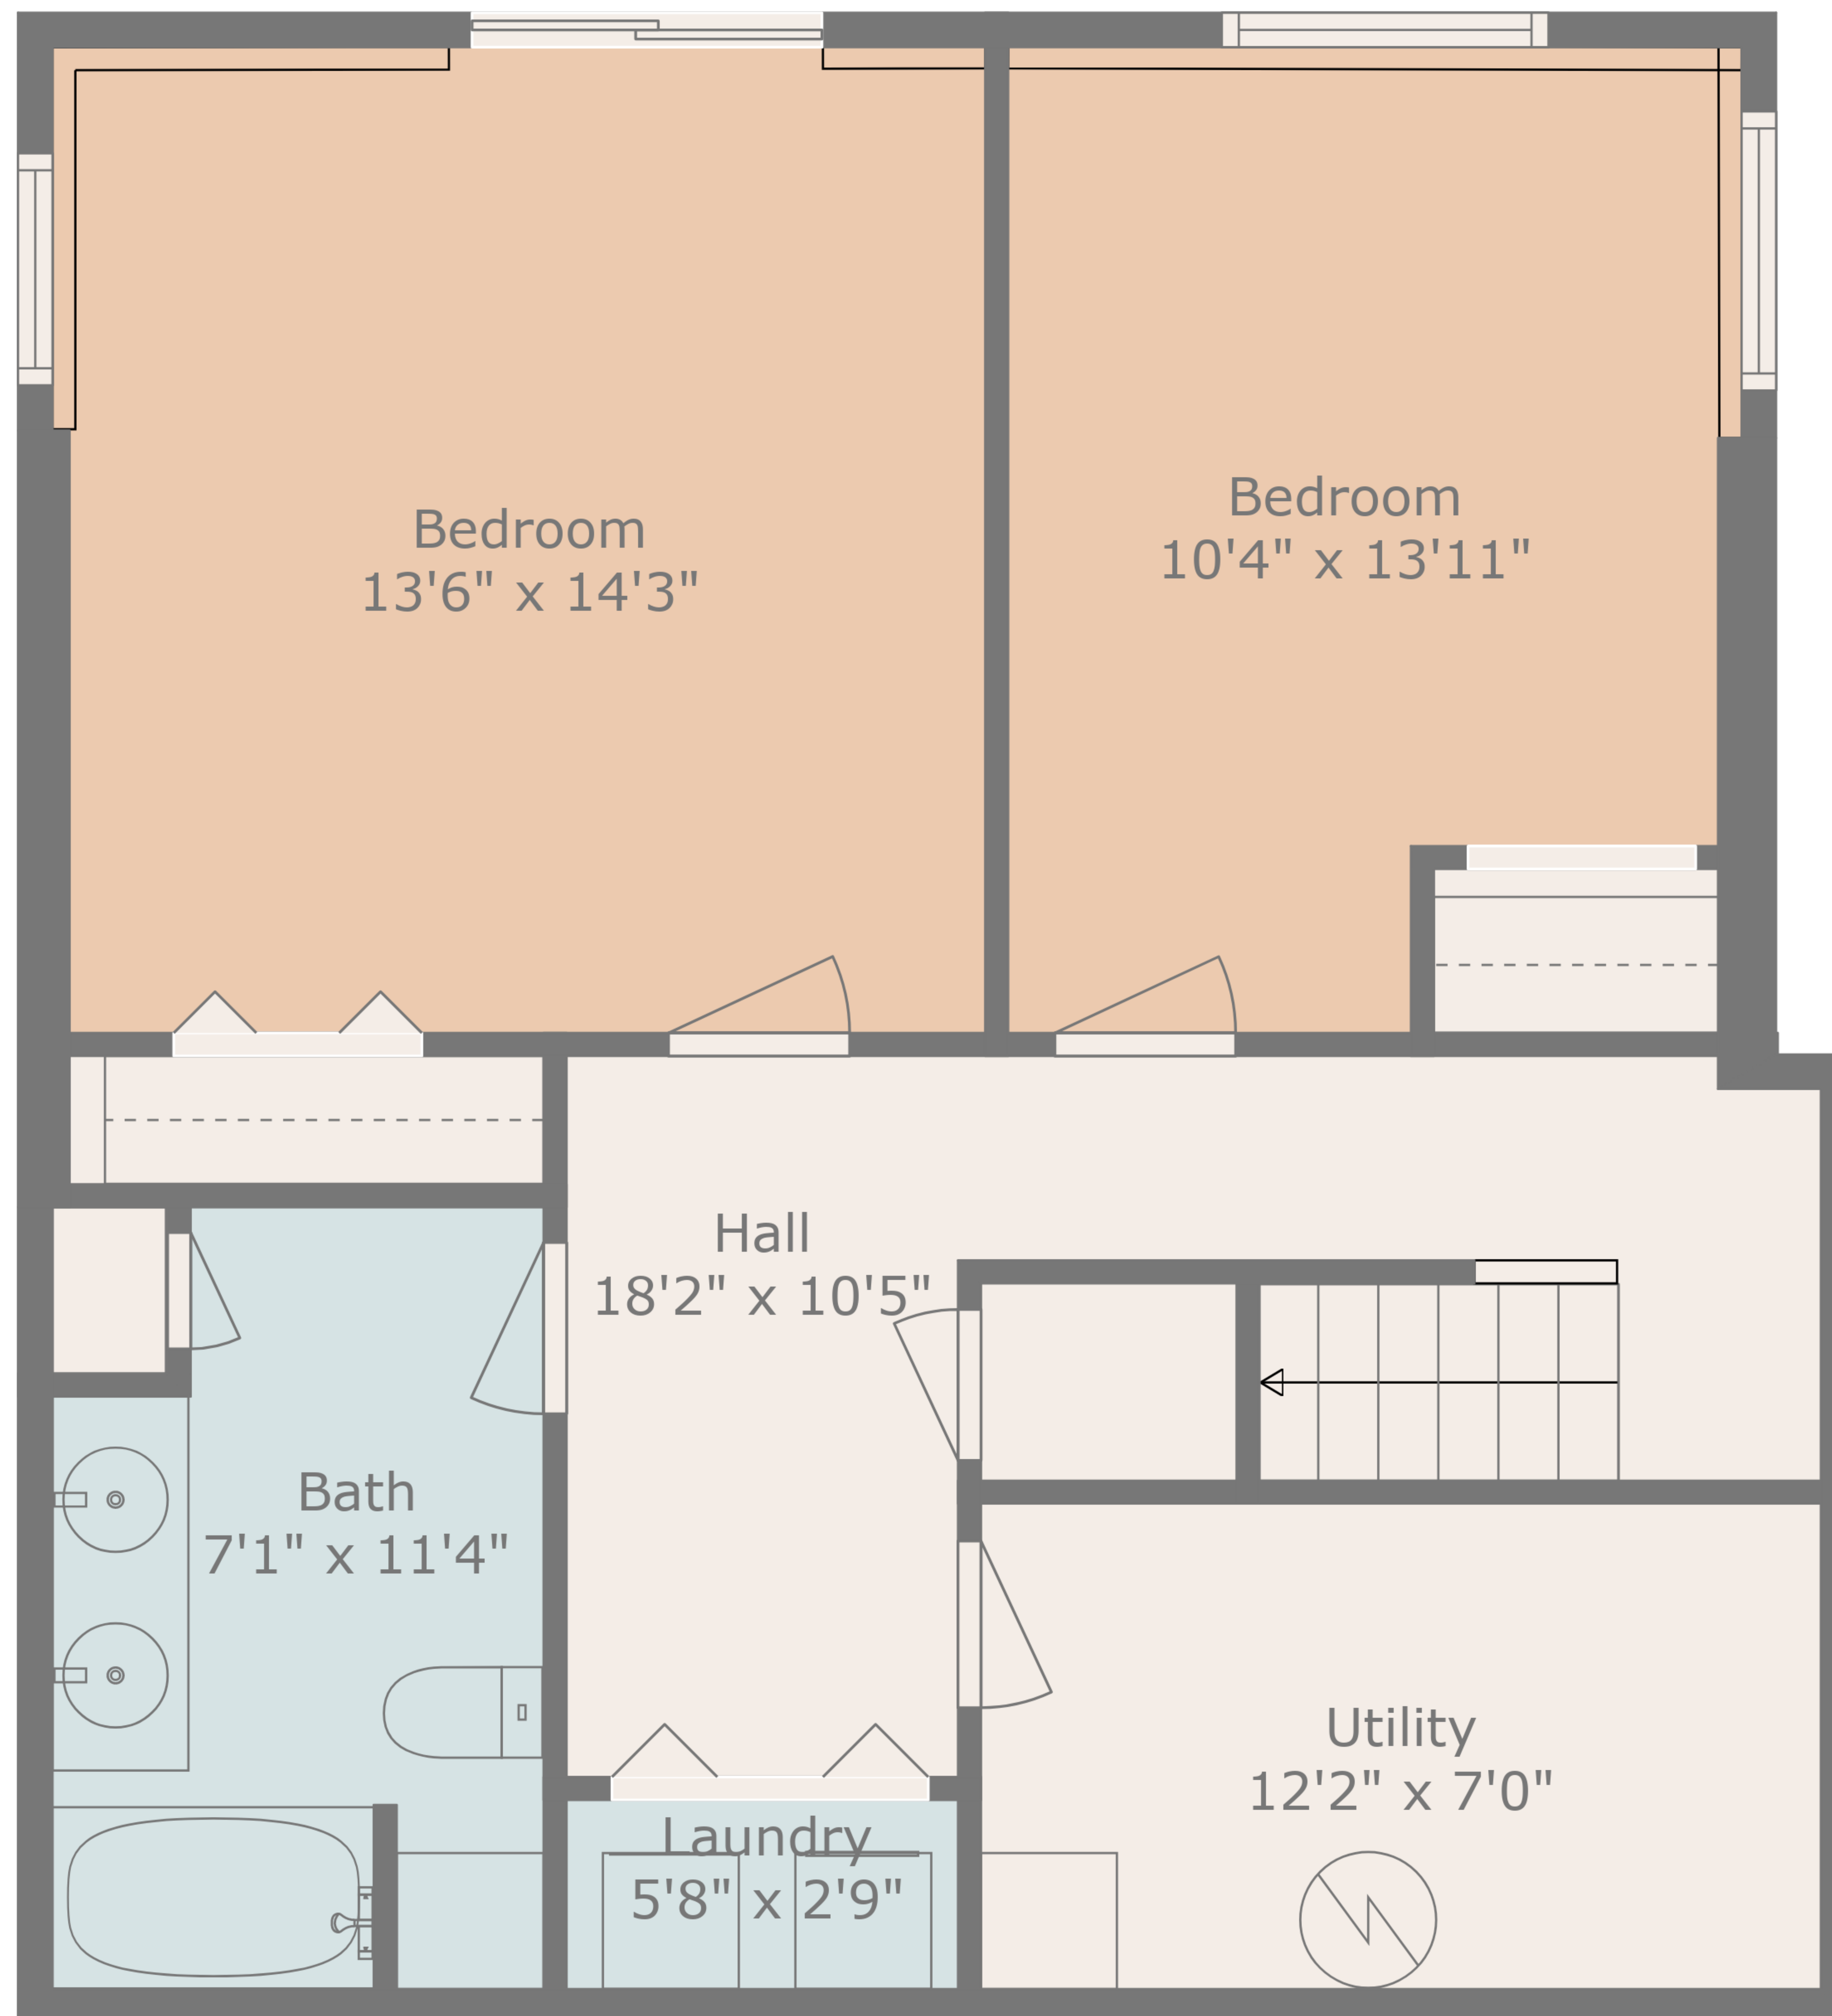 Bedroom
13'6" x 14'3"
Bedroom
10'4" x 13'11"
Hall
18'2" x 10'5"
Bath
7'1" x 11'4"
Utility
12'2" x 7'0"
Laundry
5'8" x 2'9"